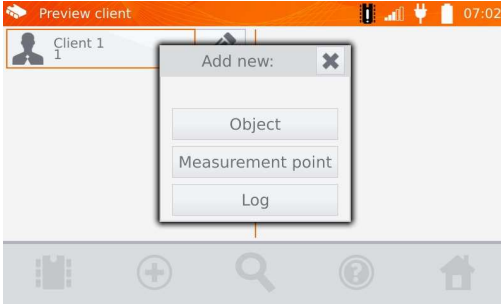 Preview client
07:02
Client 1
1
Add new:
Object
Measurement point
Log